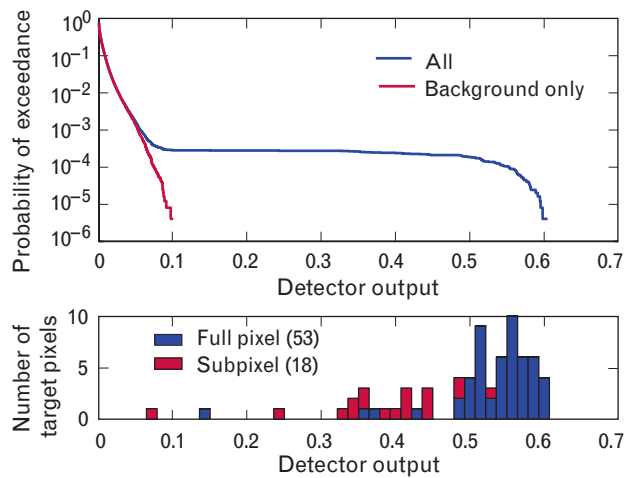 Probability of exceedance
10⁰
10⁻¹
10⁻²
10⁻³
10⁻⁴
10⁻⁵
10⁻⁶
All
Background only
0 0.1 0.2 0.3 0.4 0.5 0.6 0.7
Detector output
Number of
target pixels
10
5
0
Full pixel (53)
Subpixel (18)
0 0.1 0.2 0.3 0.4 0.5 0.6 0.7
Detector output